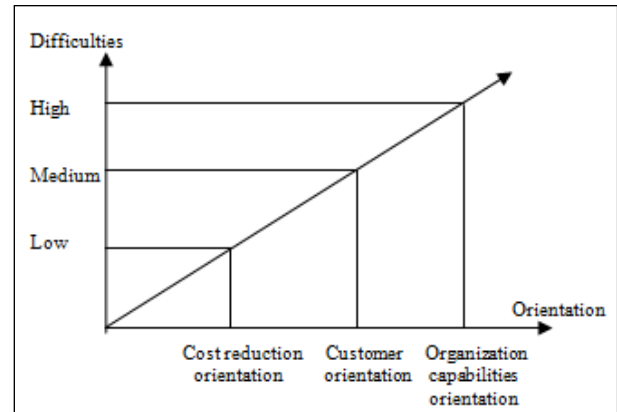 Difficulties
High
Medium
Low
Orientation
Cost reduction
orientation
Customer
orientation
Organization
capabilities
orientation